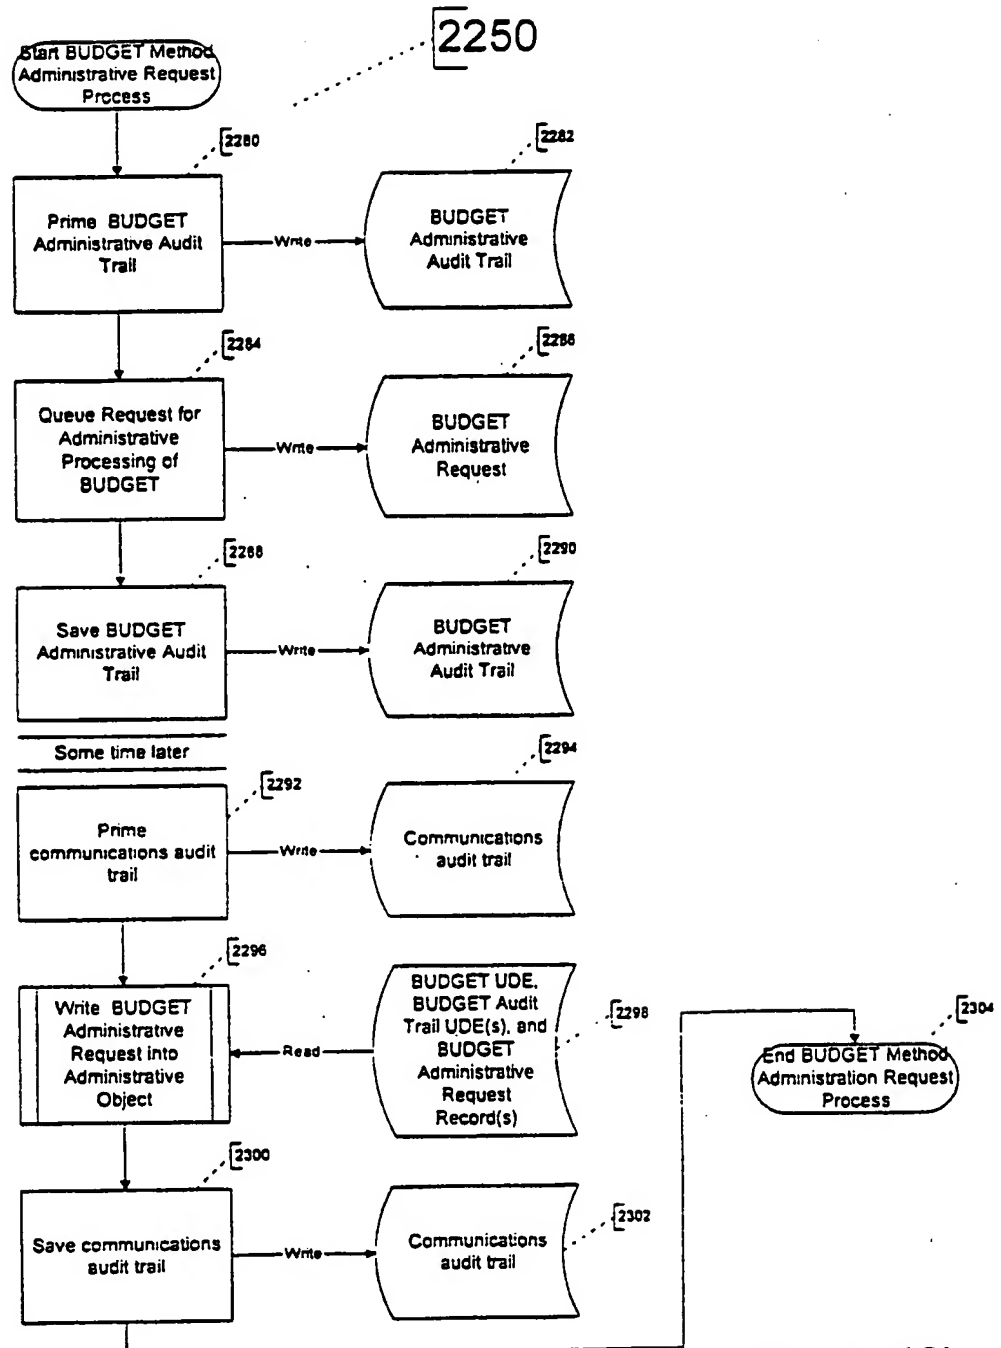 2250
Start BUDGET Method
Administrative Request
Process
2280
2282
Prime BUDGET
Administrative Audit
Trail
Write
BUDGET
Administrative
Audit Trail
2284
2286
Queue Request for
Administrative
Processing of
BUDGET
Write
BUDGET
Administrative
Request
2288
2290
Save BUDGET
Administrative Audit
Trail
Write
BUDGET
Administrative
Audit Trail
Some time later
2292
2294
Prime
communications audit
trail
Write
Communications
audit trail
2296
Write BUDGET
Administrative
Request into
Administrative
Object
Read
BUDGET UDE,
BUDGET Audit
Trail UDE(s), and
BUDGET
Administrative
Request
Record(s)
2298
2304
End BUDGET Method
Administration Request
Process
2300
Save communications
audit trail
Write
Communications
audit trail
2302